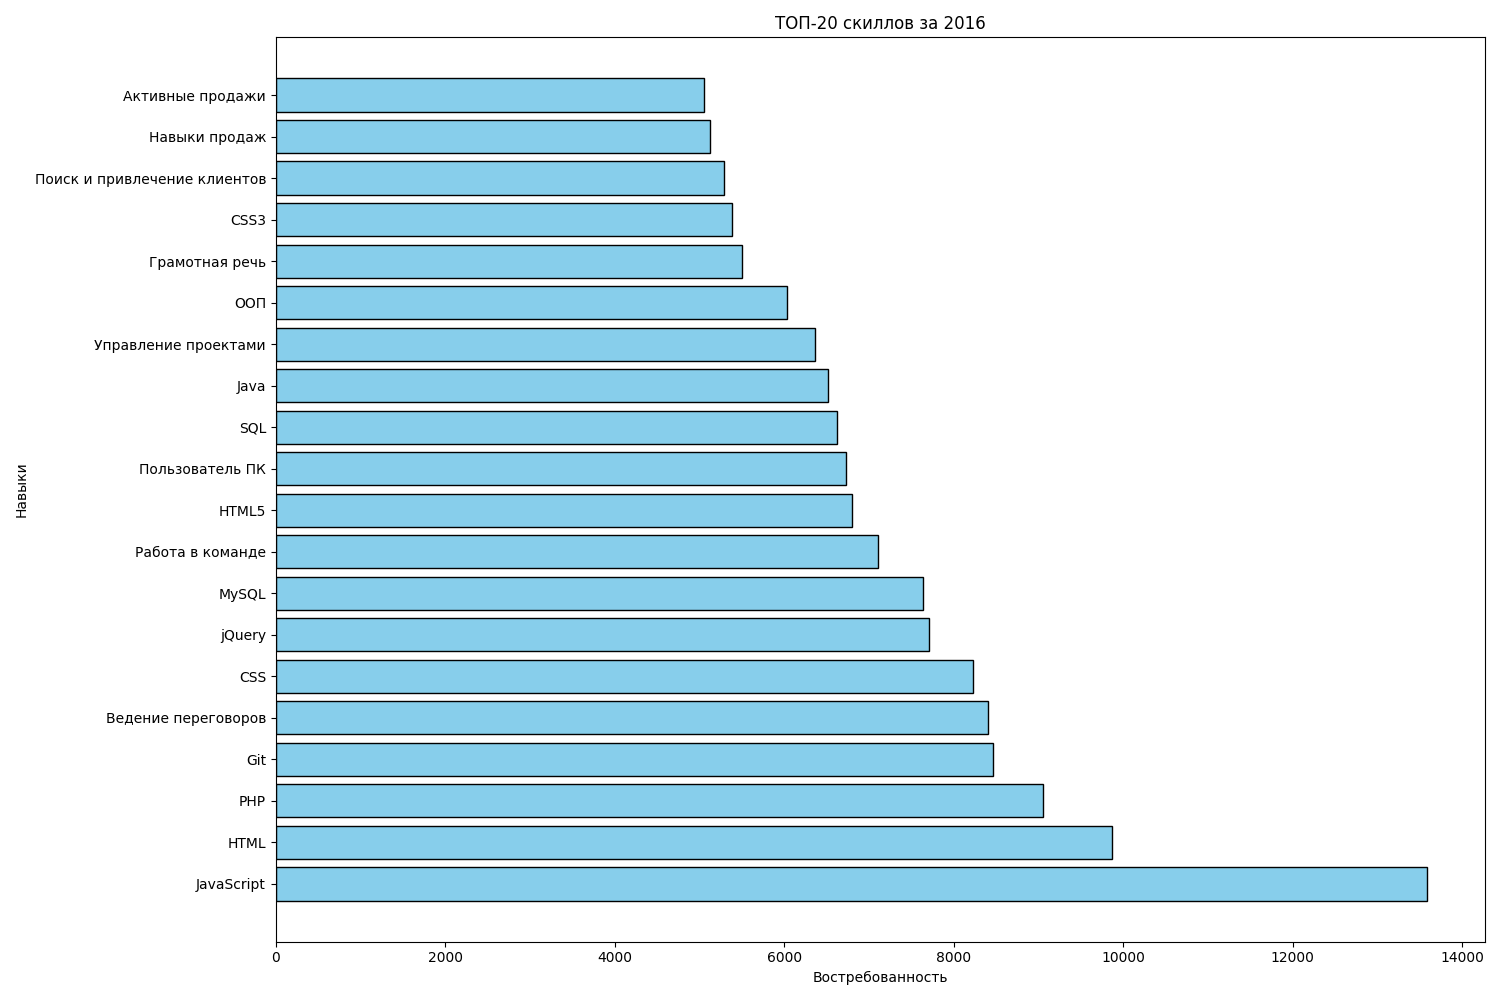 ТОП-20 скиллов за 2016
Навыки
Активные продажи
Навыки продаж
Поиск и привлечение клиентов
CSS3
Грамотная речь
ООП
Управление проектами
Java
SQL
Пользователь ПК
HTML5
Работа в команде
MySQL
jQuery
CSS
Ведение переговоров
Git
PHP
HTML
JavaScript
0 2000 4000 6000 8000 10000 12000 14000
Востребованность